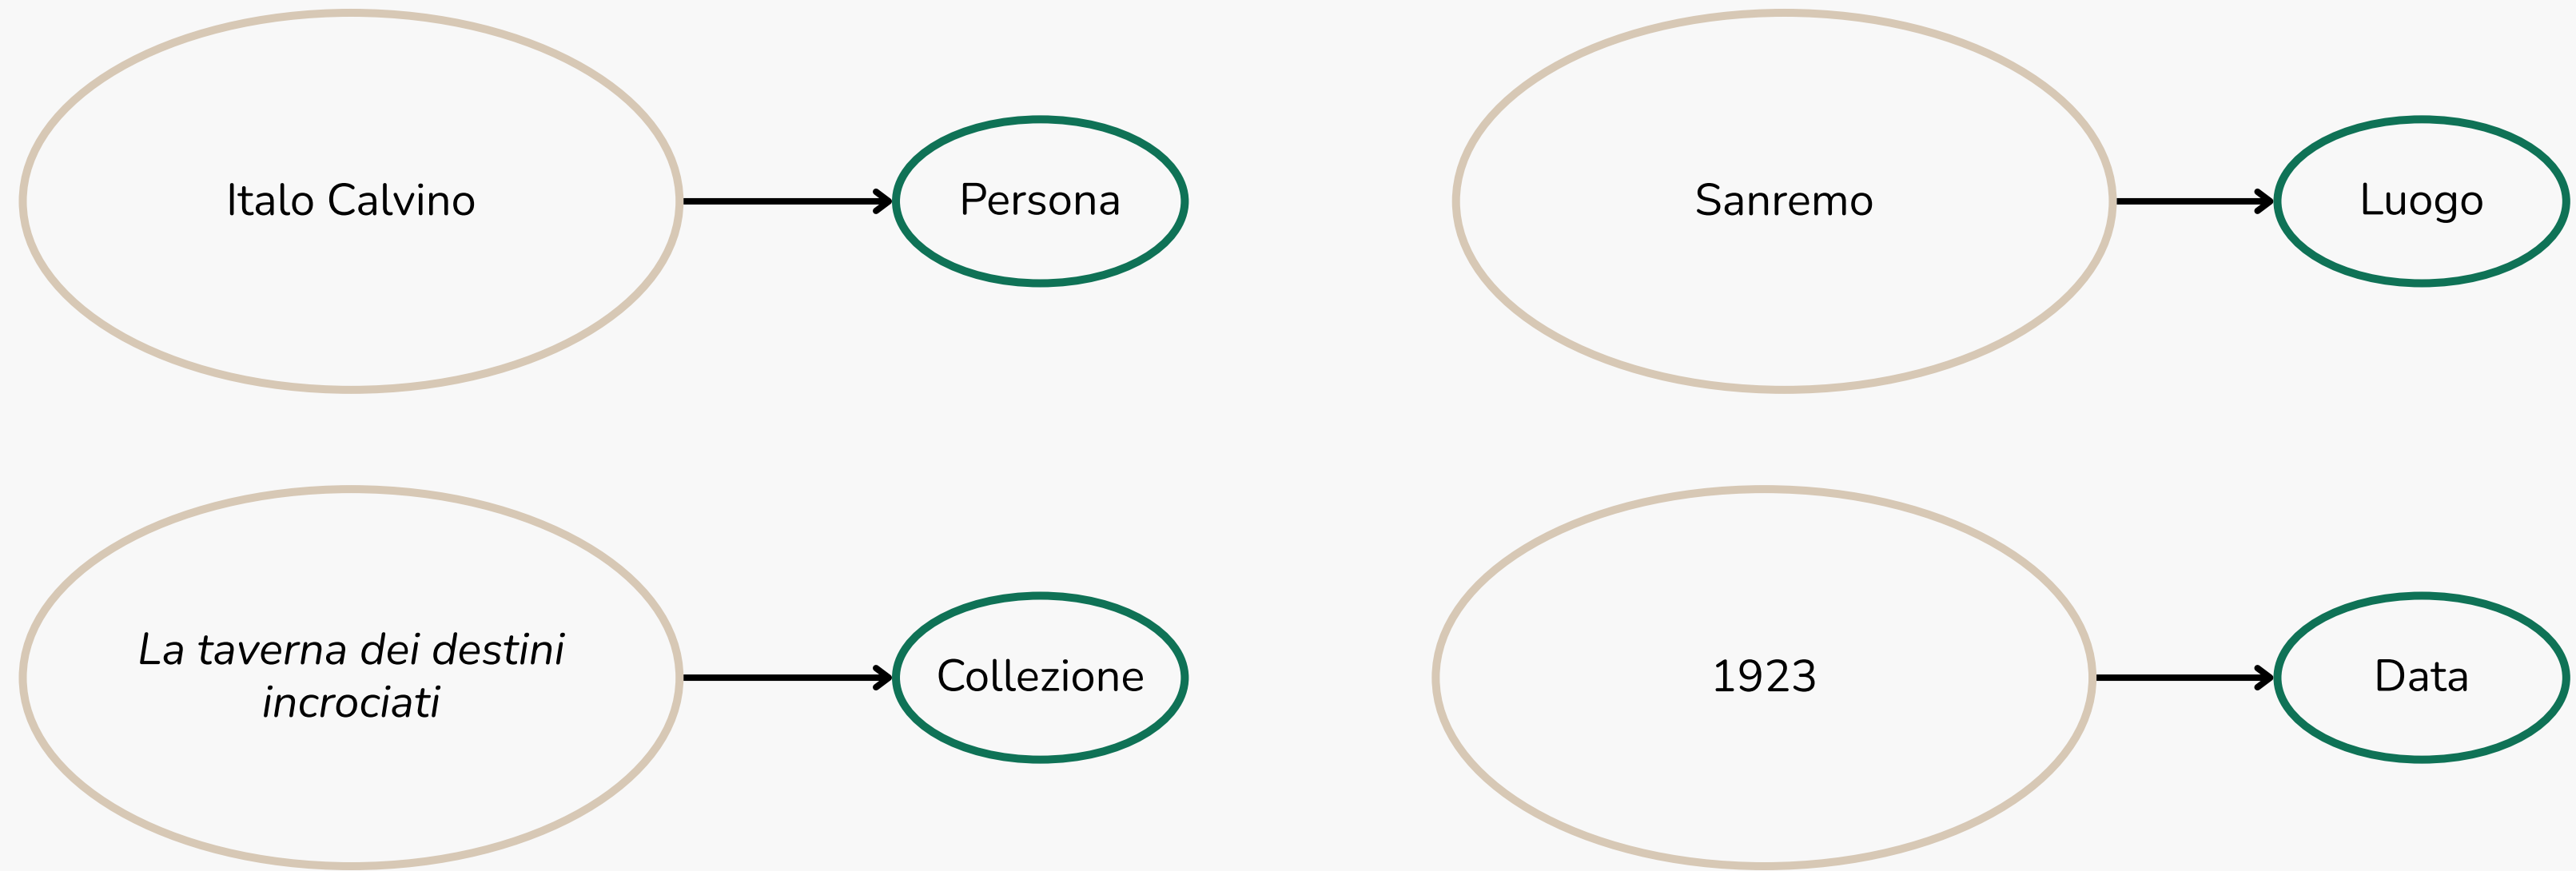 Italo Calvino
Persona
Sanremo
Luogo
La taverna dei destini
incrociati
Collezione
1923
Data